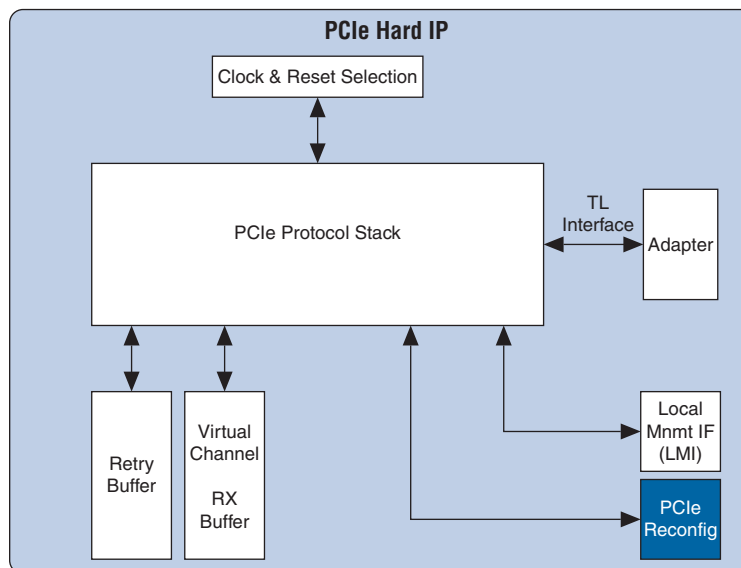 PCIe Hard IP
Clock & Reset Selection
PCIe Protocol Stack
TL
Interface
Adapter
Retry
Buffer
Virtual
Channel
RX
Buffer
Local
Mnmt IF
(LMI)
PCIe
Reconfig